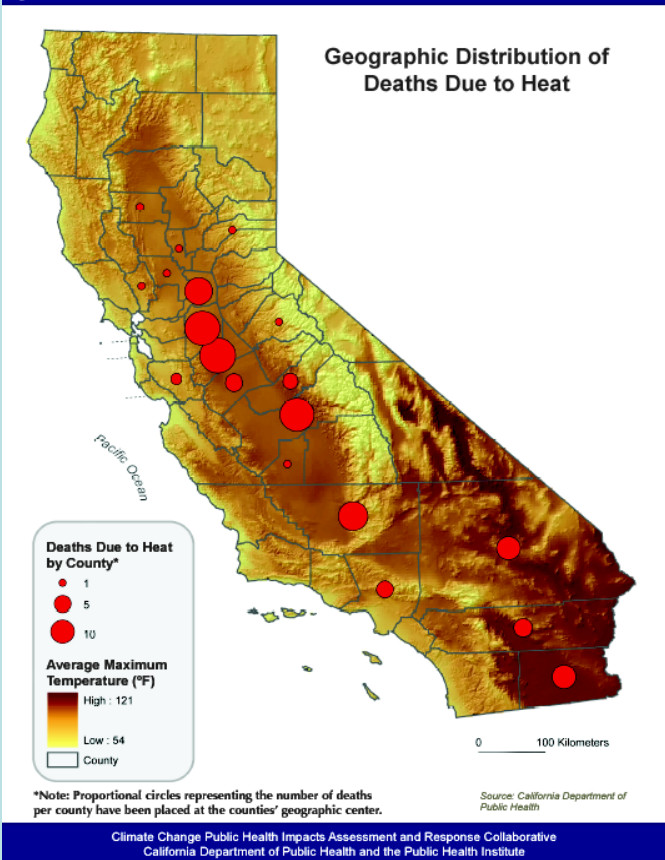 Geographic Distribution of
Deaths Due to Heat
Pacific Ocean
Deaths Due to Heat
by County*
1
5
10
Average Maximum
Temperature (ºF)
High : 121
Low : 54
County
0 100 Kilometers
*Note: Proportional circles representing the number of deaths
per county have been placed at the counties' geographic center.
Source: California Department of
Public Health
Climate Change Public Health Impacts Assessment and Response Collaborative
California Department of Public Health and the Public Health Institute